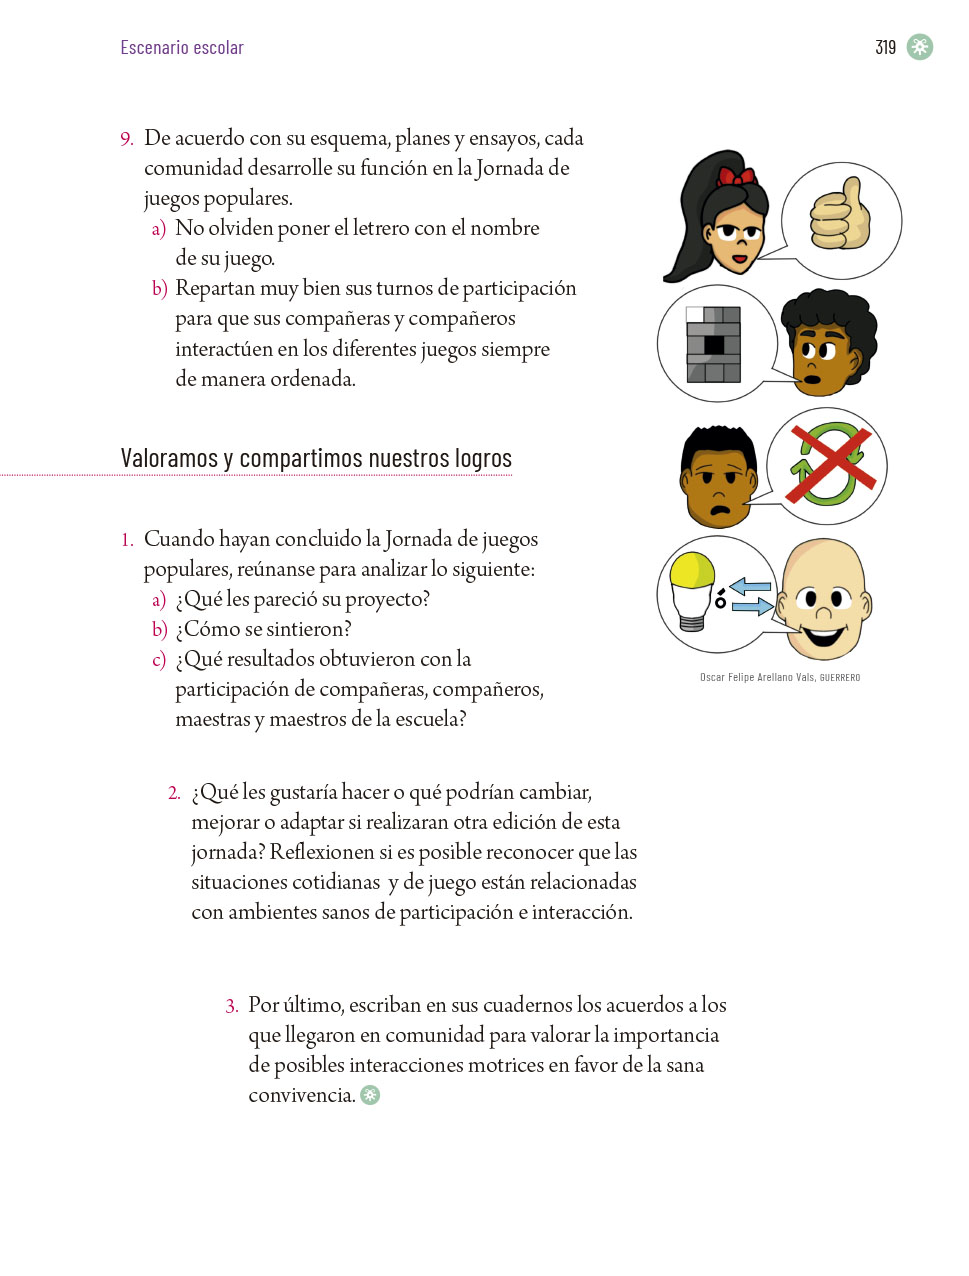 Escenario escolar
319
9. De acuerdo con su esquema, planes y ensayos, cada
comunidad desarrolle su función en la Jornada de
juegos populares.
a) No olviden poner el letrero con el nombre
de su juego.
b) Repartan muy bien sus turnos de participación
para que sus compañeras y compañeros
interactúen en los diferentes juegos siempre
de manera ordenada.
Valoramos y compartimos nuestros logros
1. Cuando hayan concluido la Jornada de juegos
populares, reúnanse para analizar lo siguiente:
a) ¿Qué les pareció su proyecto?
b) ¿Cómo se sintieron?
c) ¿Qué resultados obtuvieron con la
participación de compañeras, compañeros,
maestras y maestros de la escuela?
ó
Oscar Felipe Arellano Vals, GUERRERO
2. ¿Qué les gustaría hacer o qué podrían cambiar,
mejorar o adaptar si realizaran otra edición de esta
jornada? Reflexionen si es posible reconocer que las
situaciones cotidianas y de juego están relacionadas
con ambientes sanos de participación e interacción.
3. Por último, escriban en sus cuadernos los acuerdos a los
que llegaron en comunidad para valorar la importancia
de posibles interacciones motrices en favor de la sana
convivencia.